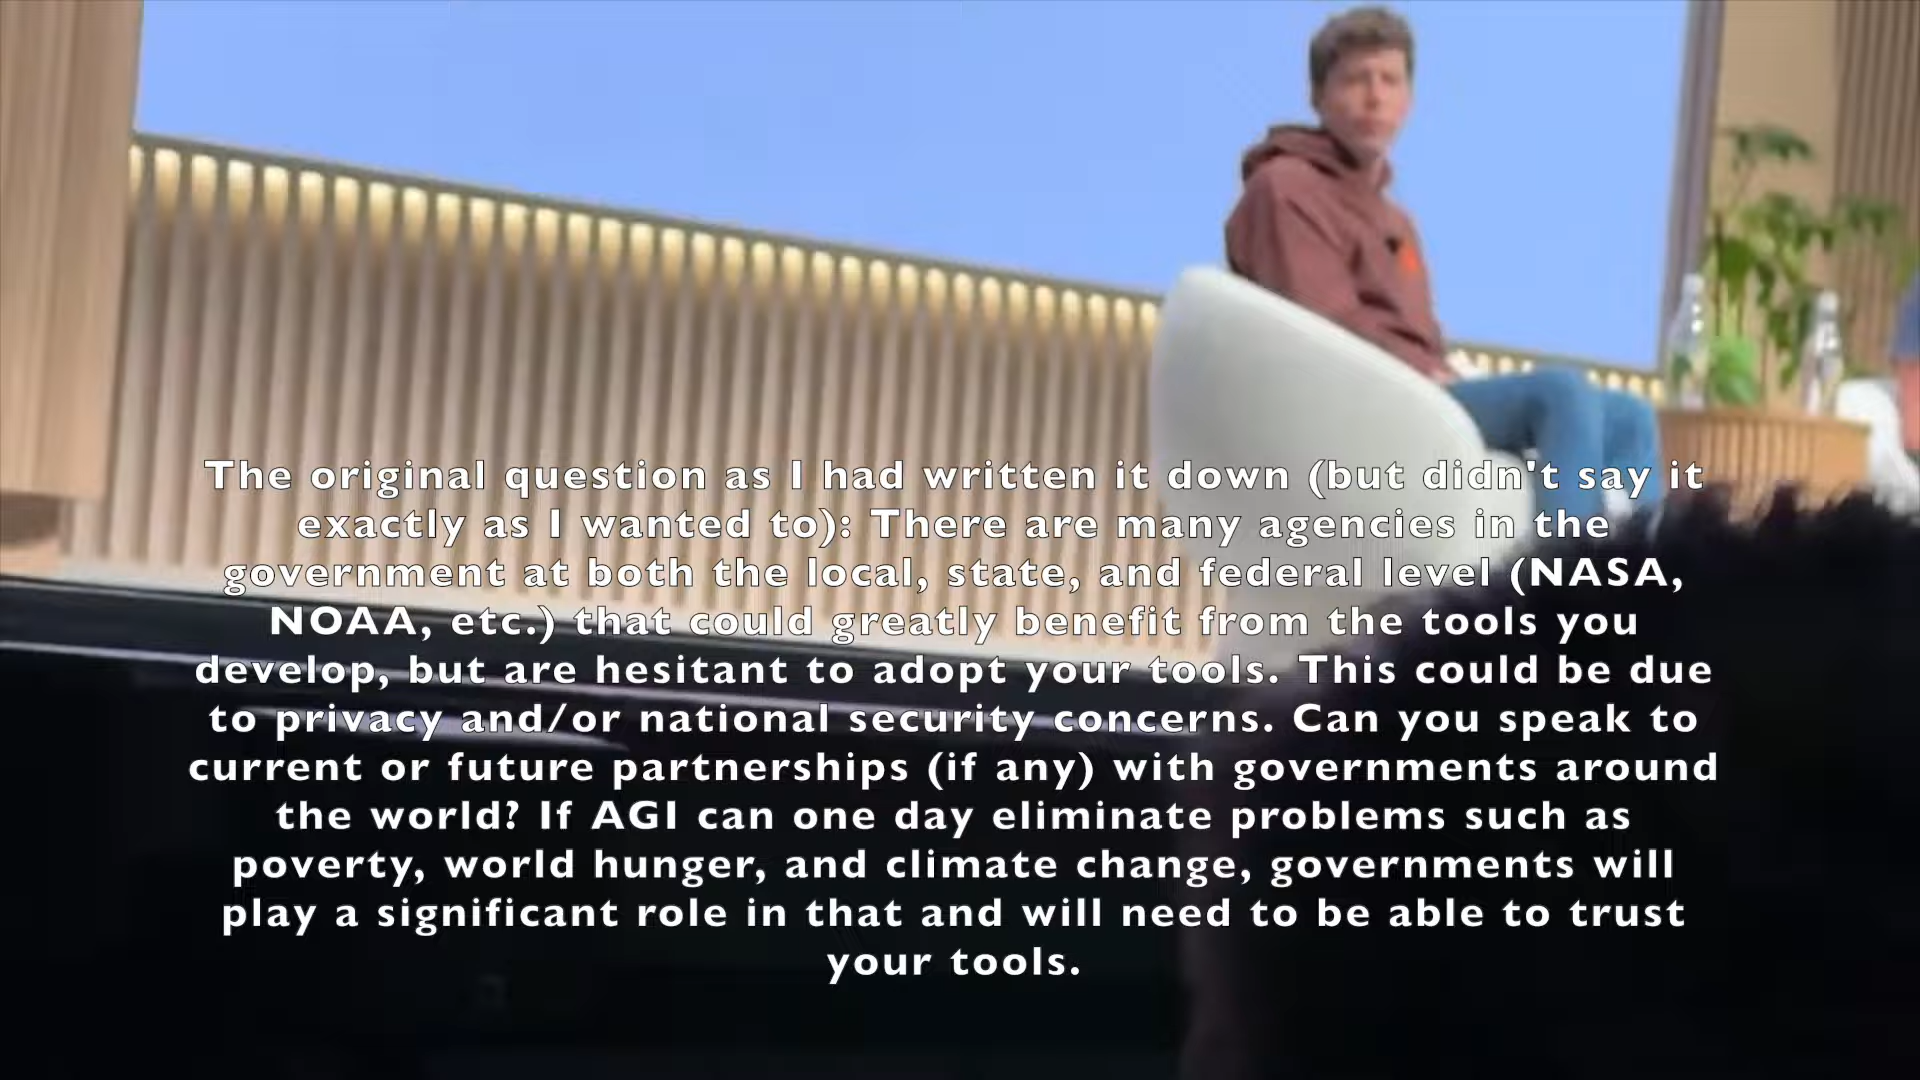 The original question as I had written it down (but didn't say it
exactly as I wanted to): There are many agencies in the
government at both the local, state, and federal level (NASA,
NOAA, etc.) that could greatly benefit from the tools you
develop, but are hesitant to adopt your tools. This could be due
to privacy and/or national security concerns. Can you speak to
current or future partnerships (if any) with governments around
the world? If AGI can one day eliminate problems such as
poverty, world hunger, and climate change, governments will
play a significant role in that and will need to be able to trust
your tools.